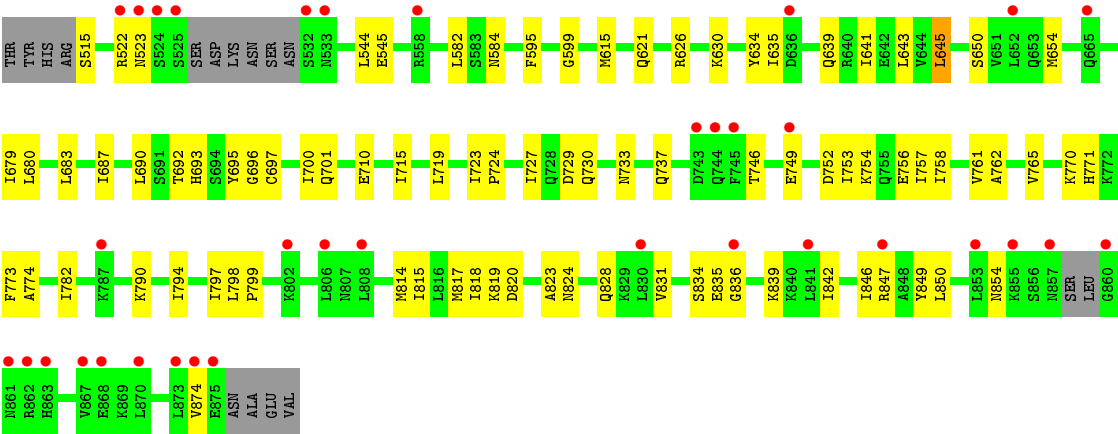 THR TYR HIS ARG S515 R522 N523 S524 S525 SER ASP LYS ASN SER ASN S532 N533 L544 E545 R558 L582 S583 N584 F595 G599 M615 Q621 R626 K630 Y634 I635 D636 Q639 R640 I641 E642 L643 V644 L645 S650 V651 L652 Q653 M654 Q665
I679 L680 L683 I687 L690 S691 T692 H693 S694 Y695 G696 C697 I700 Q701 E710 I715 L719 I723 P724 I727 Q728 D729 Q730 N733 Q737 D743 Q744 F745 T746 E749 D752 I753 K754 Q755 E756 I757 I758 V761 A762 V765 K770 H771 K772
F773 A774 I782 K787 K790 I794 I797 L798 P799 K802 L806 N807 L808 M814 I815 L816 M817 I818 K819 D820 A823 N824 Q828 K829 L830 V831 S834 E835 G836 K839 K840 L841 I842 I846 R847 A848 Y849 L850 L853 N854 K855 S856 N857 SER LEU G860
N861 R862 H863 V867 E868 K869 L870 L873 V874 E875 ASN ALA GLU VAL